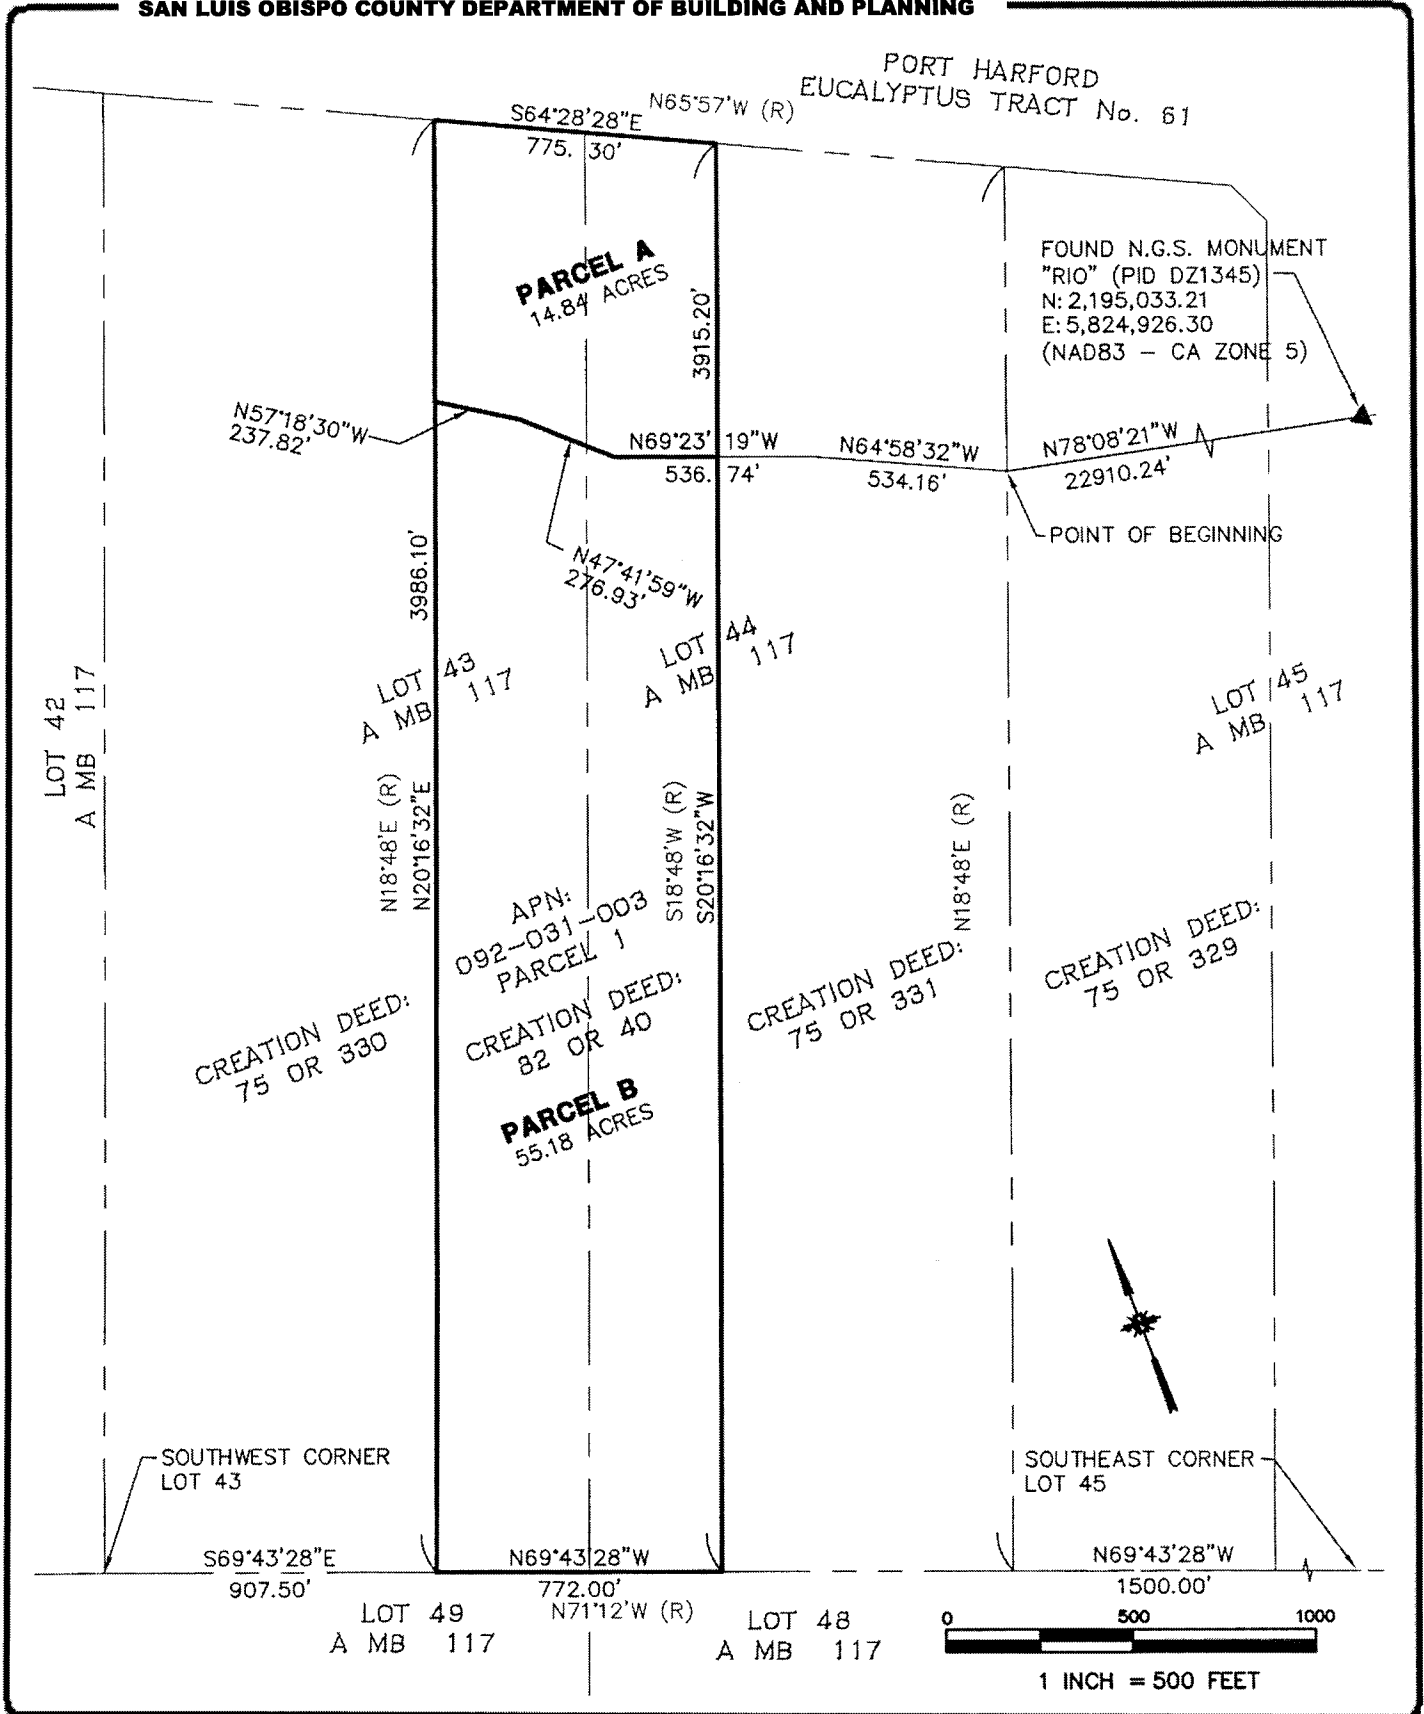 SAN LUIS OBISPO COUNTY DEPARTMENT OF BUILDING AND PLANNING
PORT HARFORD
EUCALYPTUS TRACT No. 61
N65°57'W (R)
S64°28'28"E
775.30'
PARCEL A
14.84 ACRES
3915.20'
FOUND N.G.S. MONUMENT
"RIO" (PID DZ1345)
N: 2,195,033.21
E: 5,824,926.30
(NAD83 - CA ZONE 5)
N57°18'30"W
237.82'
N69°23'19"W
536.74'
N64°58'32"W
534.16'
N78°08'21"W
22910.24'
POINT OF BEGINNING
N47°41'59"W
276.93'
3986.10'
LOT 42
A MB 117
LOT 43
A MB 117
LOT 44
A MB 117
LOT 45
A MB 117
N18°48'E (R)
N20°16'32"E
S18°48'W (R)
S20°16'32"W
N18°48'E (R)
APN:
092-031-003
PARCEL 1
CREATION DEED:
82 OR 40
CREATION DEED:
75 OR 330
CREATION DEED:
75 OR 331
CREATION DEED:
75 OR 329
PARCEL B
55.18 ACRES
SOUTHWEST CORNER
LOT 43
SOUTHEAST CORNER
LOT 45
S69°43'28"E
907.50'
N69°43'28"W
772.00'
N71°12'W (R)
N69°43'28"W
1500.00'
LOT 49
A MB 117
LOT 48
A MB 117
0 500 1000
1 INCH = 500 FEET